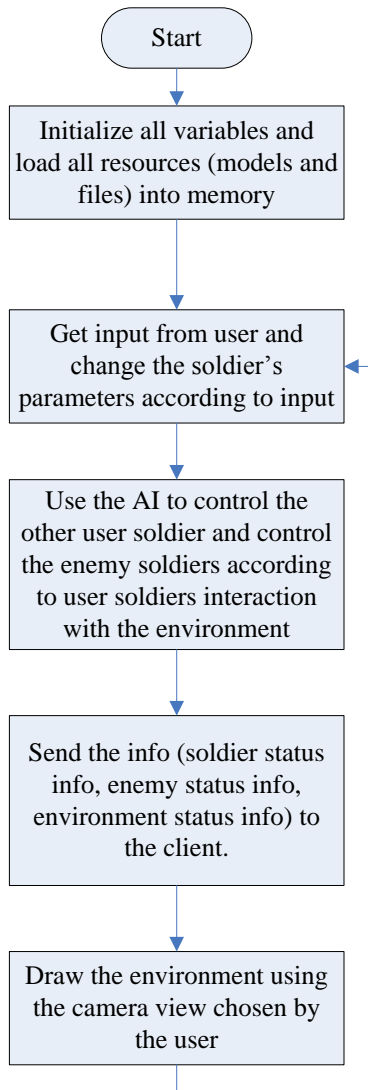 Start
Initialize all variables and
load all resources (models and
files) into memory
Get input from user and
change the soldier’s
parameters according to input
Use the AI to control the
other user soldier and control
the enemy soldiers according
to user soldiers interaction
with the environment
Send the info (soldier status
info, enemy status info,
environment status info) to
the client.
Draw the environment using
the camera view chosen by
the user